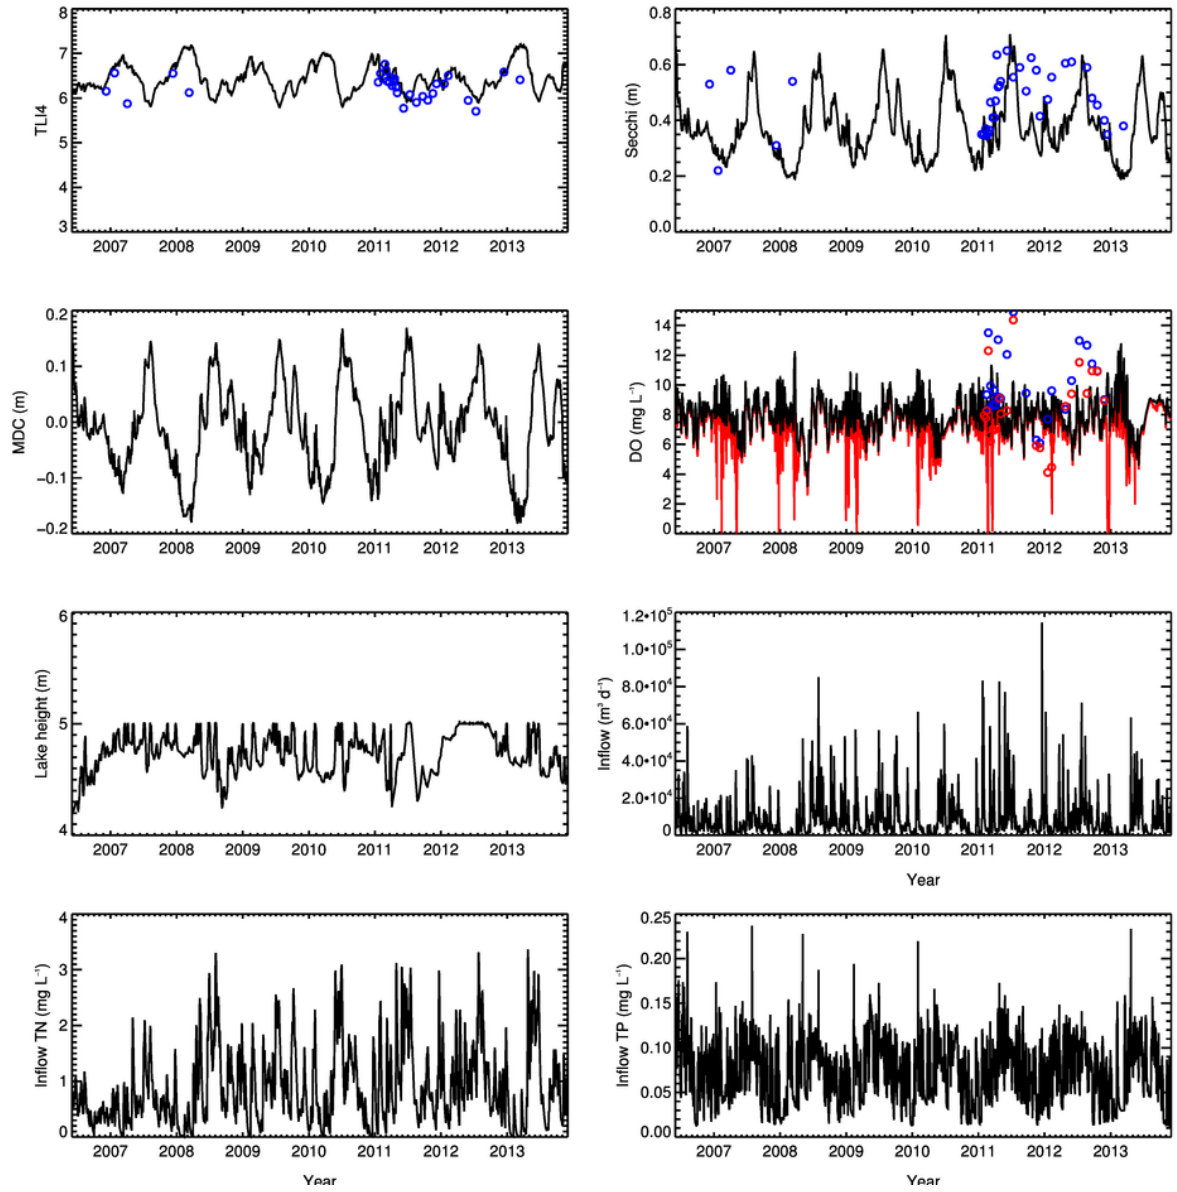 8
7
6
5
4
3
TLI4
2007 2008 2009 2010 2011 2012 2013
0.8
0.6
0.4
0.2
0.0
Secchi (m)
2007 2008 2009 2010 2011 2012 2013
0.2
0.1
0.0
−0.1
−0.2
MDC (m)
2007 2008 2009 2010 2011 2012 2013
14
12
10
8
6
4
2
0
DO (mg L⁻¹)
2007 2008 2009 2010 2011 2012 2013
6
5
4
Lake height (m)
2007 2008 2009 2010 2011 2012 2013
1.2•10⁵
1.0•10⁵
8.0•10⁴
6.0•10⁴
4.0•10⁴
2.0•10⁴
0
Inflow (m³ d⁻¹)
2007 2008 2009 2010 2011 2012 2013
Year
4
3
2
1
0
Inflow TN (mg L⁻¹)
2007 2008 2009 2010 2011 2012 2013
Year
0.25
0.20
0.15
0.10
0.05
0.00
Inflow TP (mg L⁻¹)
2007 2008 2009 2010 2011 2012 2013
Year